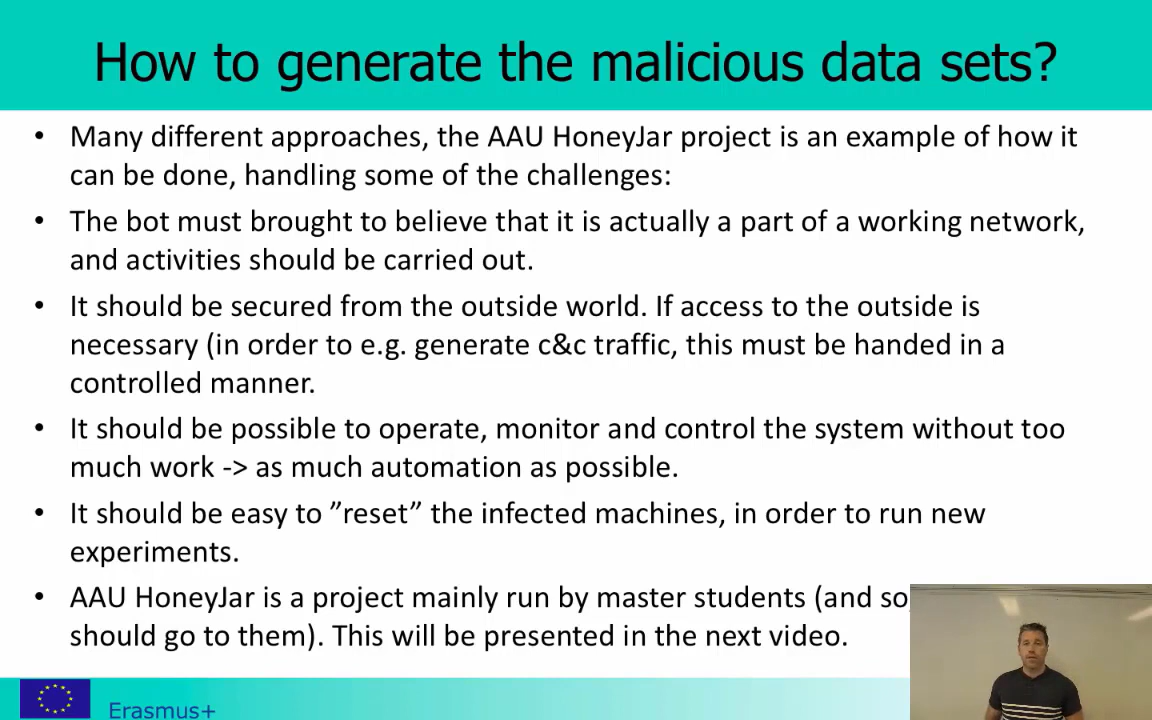 How to generate the malicious data sets?
• Many different approaches, the AAU HoneyJar project is an example of how it
can be done, handling some of the challenges:
• The bot must brought to believe that it is actually a part of a working network,
and activities should be carried out.
• It should be secured from the outside world. If access to the outside is
necessary (in order to e.g. generate c&c traffic, this must be handed in a
controlled manner.
• It should be possible to operate, monitor and control the system without too
much work -> as much automation as possible.
• It should be easy to ”reset” the infected machines, in order to run new
experiments.
• AAU HoneyJar is a project mainly run by master students (and so
should go to them). This will be presented in the next video.
Erasmus+